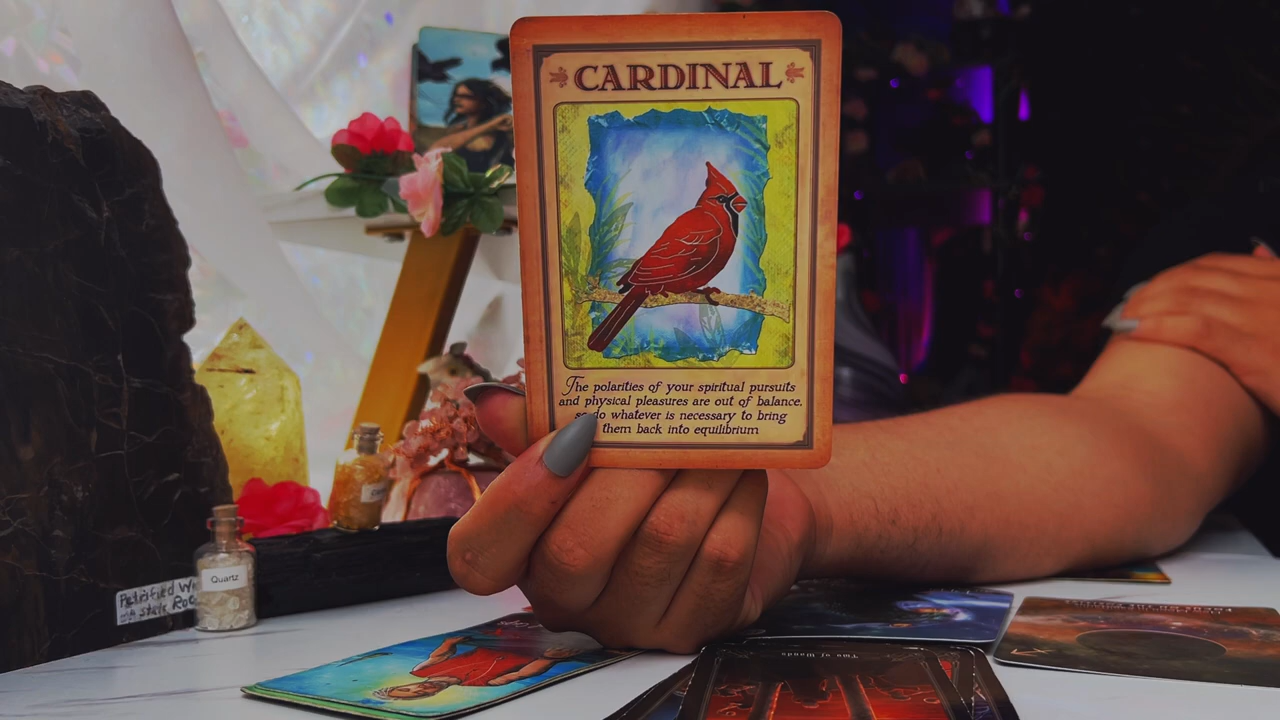 CARDINAL
The polarities of your spiritual pursuits
and physical pleasures are out of balance.
so do whatever is necessary to bring
them back into equilibrium
Quartz
Petrified
Two of Wands